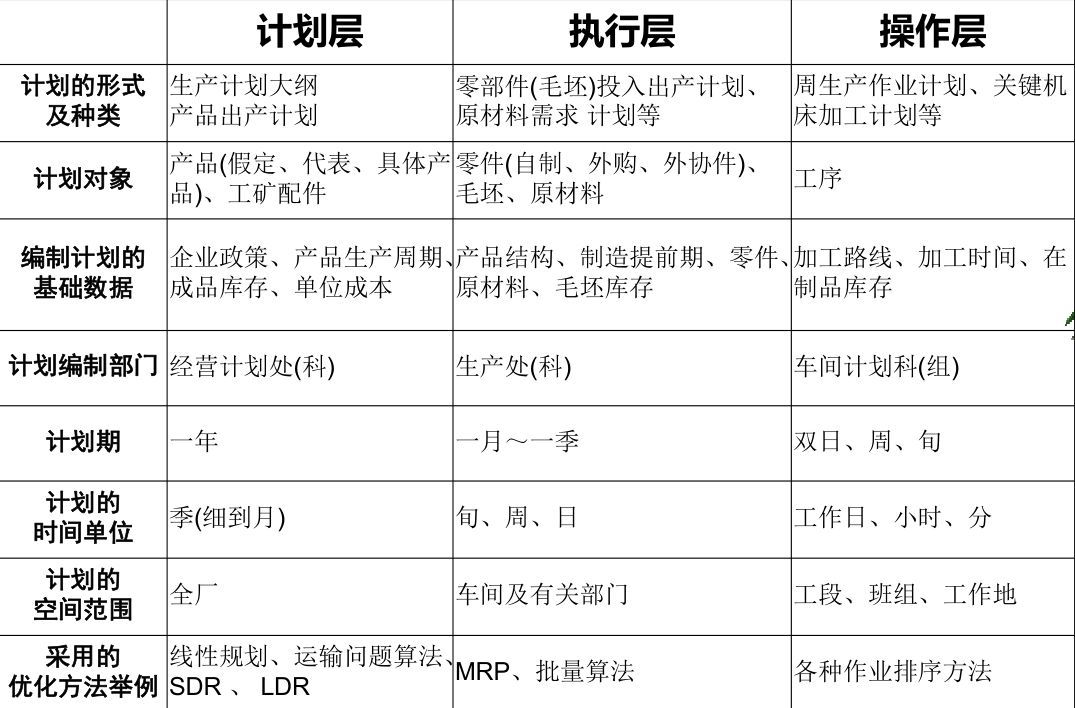 计划层 执行层 操作层
计划的形式
及种类
生产计划大纲
产品出产计划
零部件(毛坯)投入出产计划、
原材料需求 计划等
周生产作业计划、关键机
床加工计划等
计划对象
产品(假定、代表、具体产
品)、工矿配件
零件(自制、外购、外协件)、
毛坯、原材料
工序
编制计划的
基础数据
企业政策、产品生产周期、
成品库存、单位成本
产品结构、制造提前期、零件、
原材料、毛坯库存
加工路线、加工时间、在
制品库存
计划编制部门
经营计划处(科)
生产处(科)
车间计划科(组)
计划期
一年
一月～一季
双日、周、旬
计划的
时间单位
季(细到月)
旬、周、日
工作日、小时、分
计划的
空间范围
全厂
车间及有关部门
工段、班组、工作地
采用的
优化方法举例
线性规划、运输问题算法、
SDR 、 LDR
MRP、批量算法
各种作业排序方法